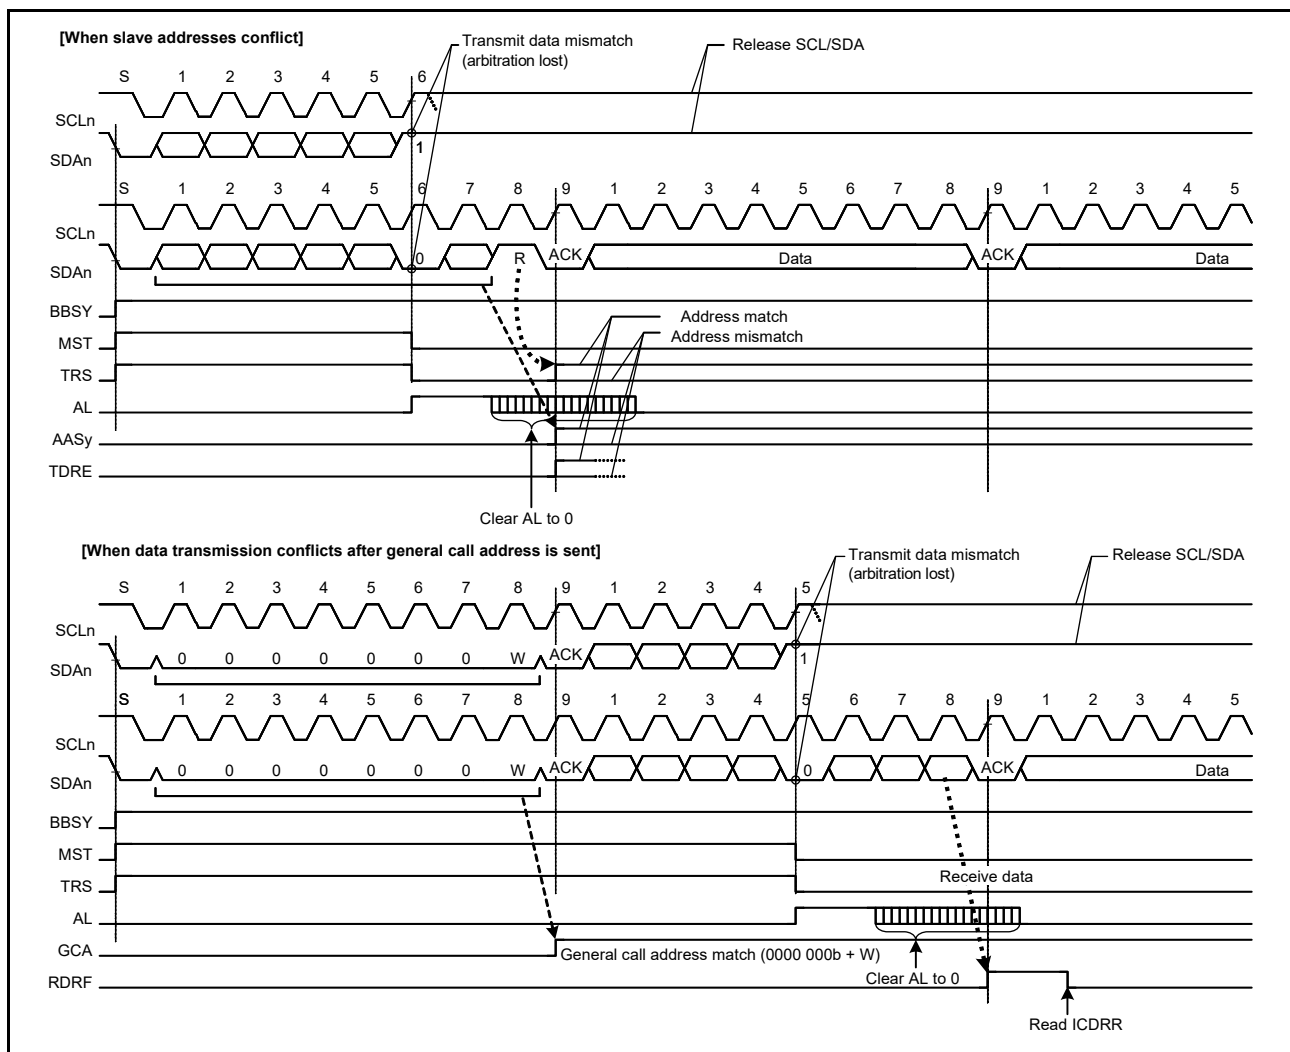 [When slave addresses conflict]
Transmit data mismatch
(arbitration lost)
Release SCL/SDA
S 1 2 3 4 5 6
SCLn
SDAn 1
S 1 2 3 4 5 6 7 8 9 1 2 3 4 5 6 7 8 9 1 2 3 4 5
SCLn
SDAn 0 R ACK Data ACK Data
BBSY
Address match
MST
Address mismatch
TRS
AL
AASy
TDRE
Clear AL to 0
[When data transmission conflicts after general call address is sent]
Transmit data mismatch
(arbitration lost)
Release SCL/SDA
S 1 2 3 4 5 6 7 8 9 1 2 3 4 5
SCLn
SDAn 0 0 0 0 0 0 0 W ACK 1
S 1 2 3 4 5 6 7 8 9 1 2 3 4 5 6 7 8 9 1 2 3 4 5
SCLn
SDAn 0 0 0 0 0 0 0 W ACK 0 ACK Data
BBSY
MST
TRS
Receive data
AL
GCA
General call address match (0000 000b + W)
Clear AL to 0
RDRF
Read ICDRR